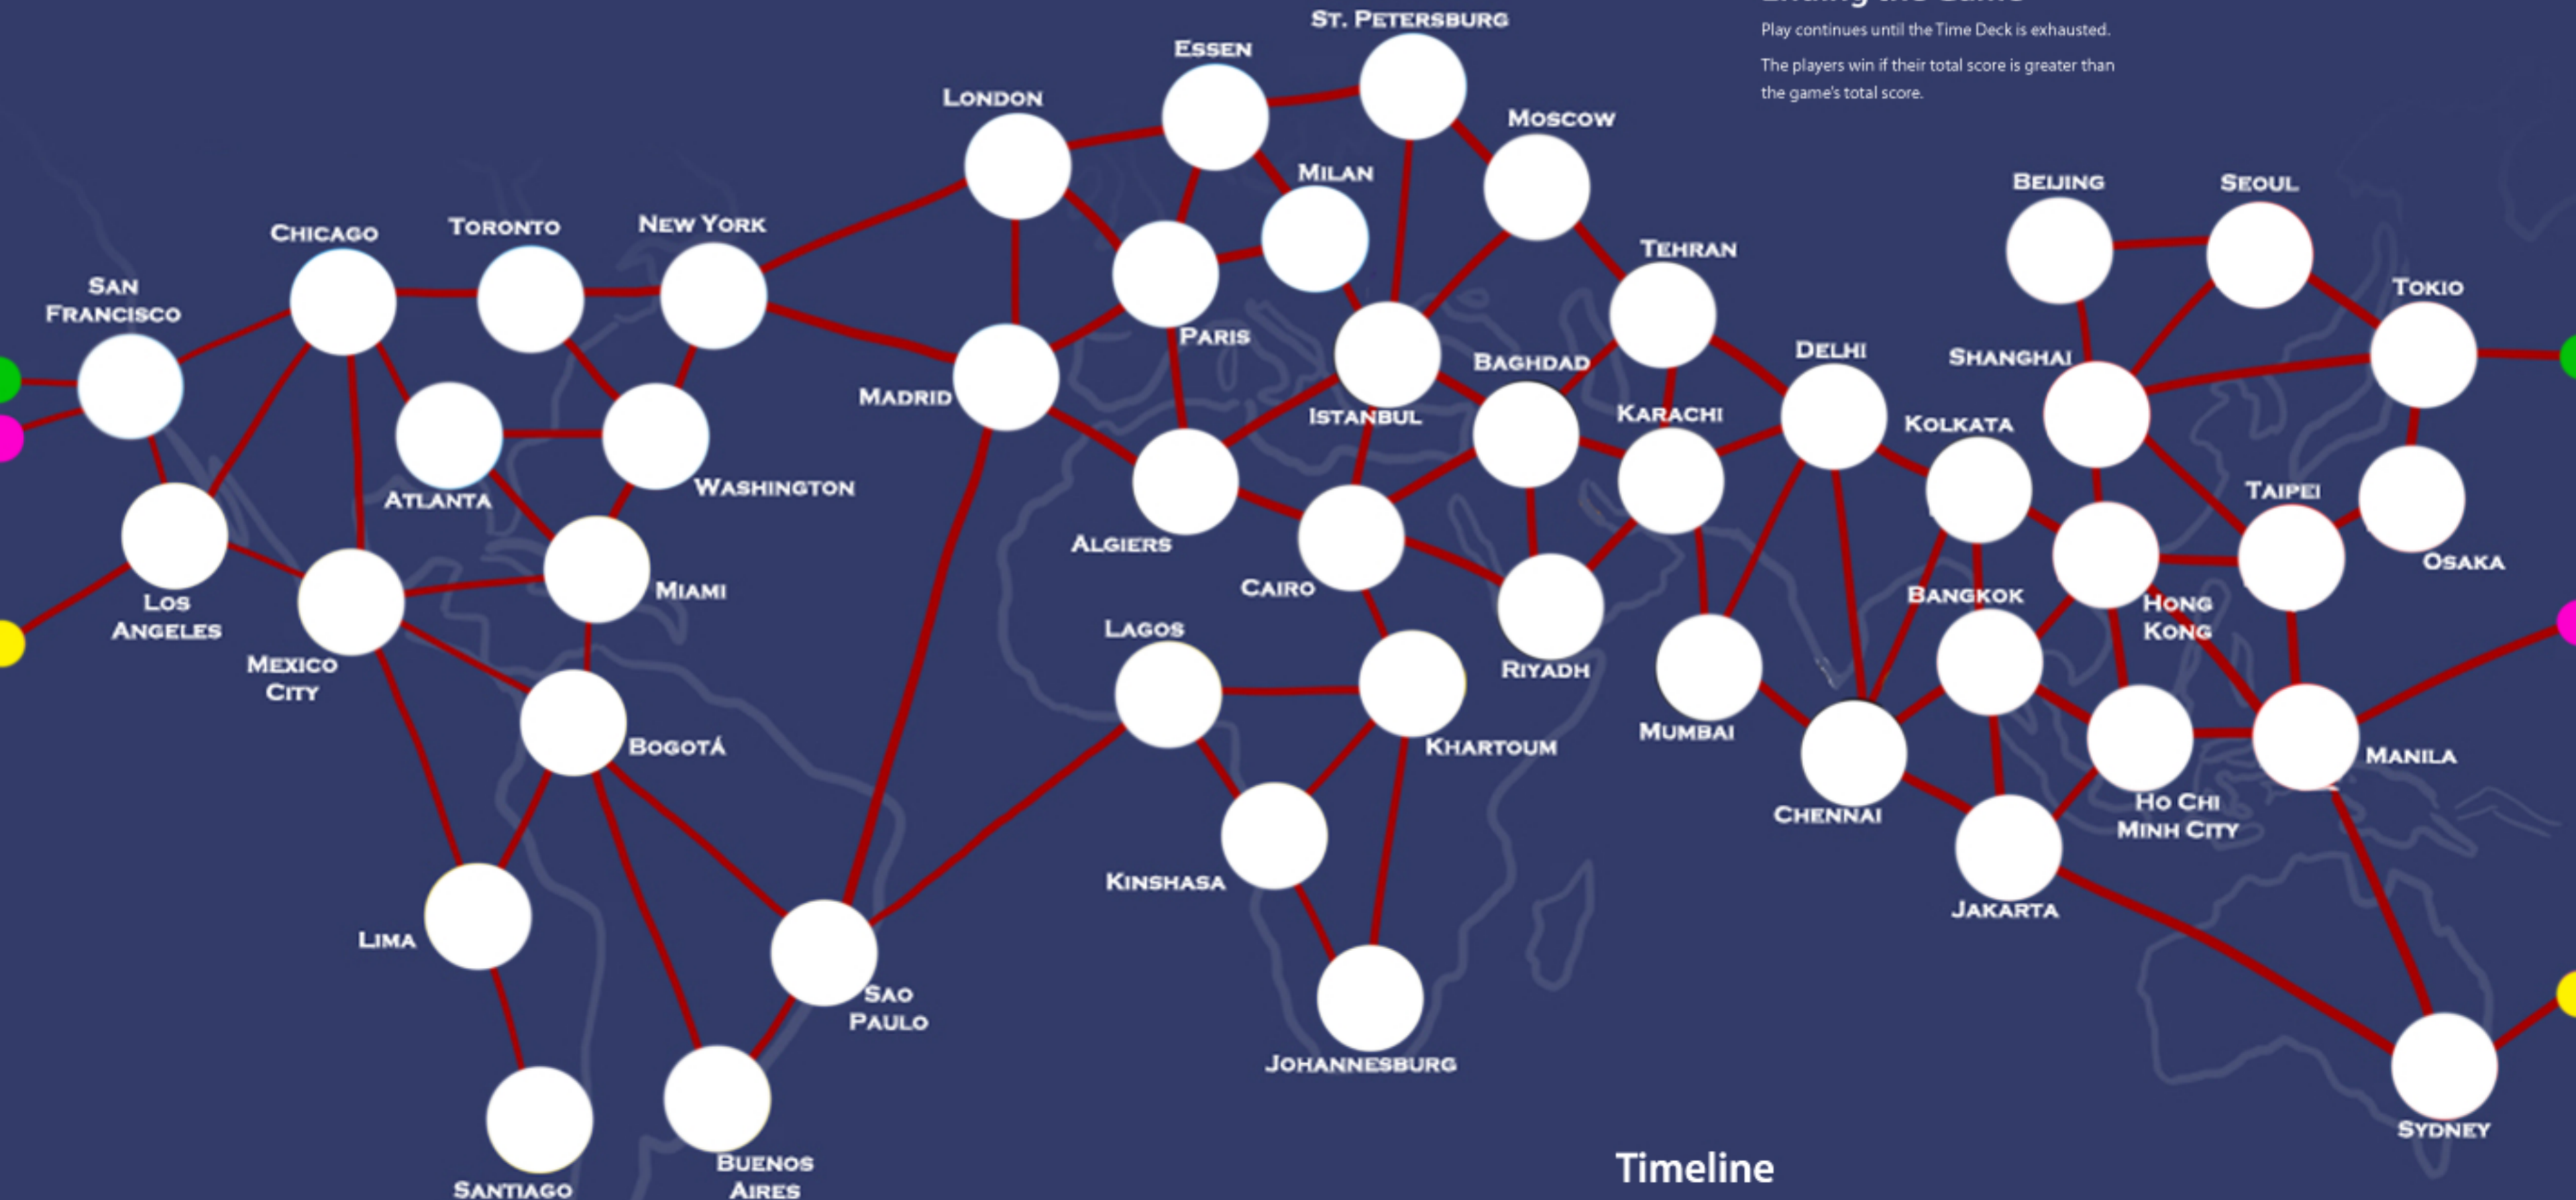 Ending the Game
Play continues until the Time Deck is exhausted.
The players win if their total score is greater than
the game's total score.
ST. PETERSBURG
ESSEN
LONDON
MOSCOW
MILAN
BEIJING
SEOUL
CHICAGO
TORONTO
NEW YORK
TEHRAN
SAN
FRANCISCO
TOKIO
PARIS
BAGHDAD
DELHI
SHANGHAI
MADRID
ISTANBUL
KARACHI
KOLKATA
ATLANTA
WASHINGTON
TAIPEI
ALGIERS
OSAKA
CAIRO
MIAMI
BANGKOK
LOS
ANGELES
HONG
KONG
LAGOS
MEXICO
CITY
RIYADH
BOGOTÁ
KHARTOUM
MUMBAI
MANILA
CHENNAI
HO CHI
MINH CITY
KINSHASA
JAKARTA
LIMA
SAO
PAULO
JOHANNESBURG
SYDNEY
BUENOS
AIRES
SANTIAGO
Timeline